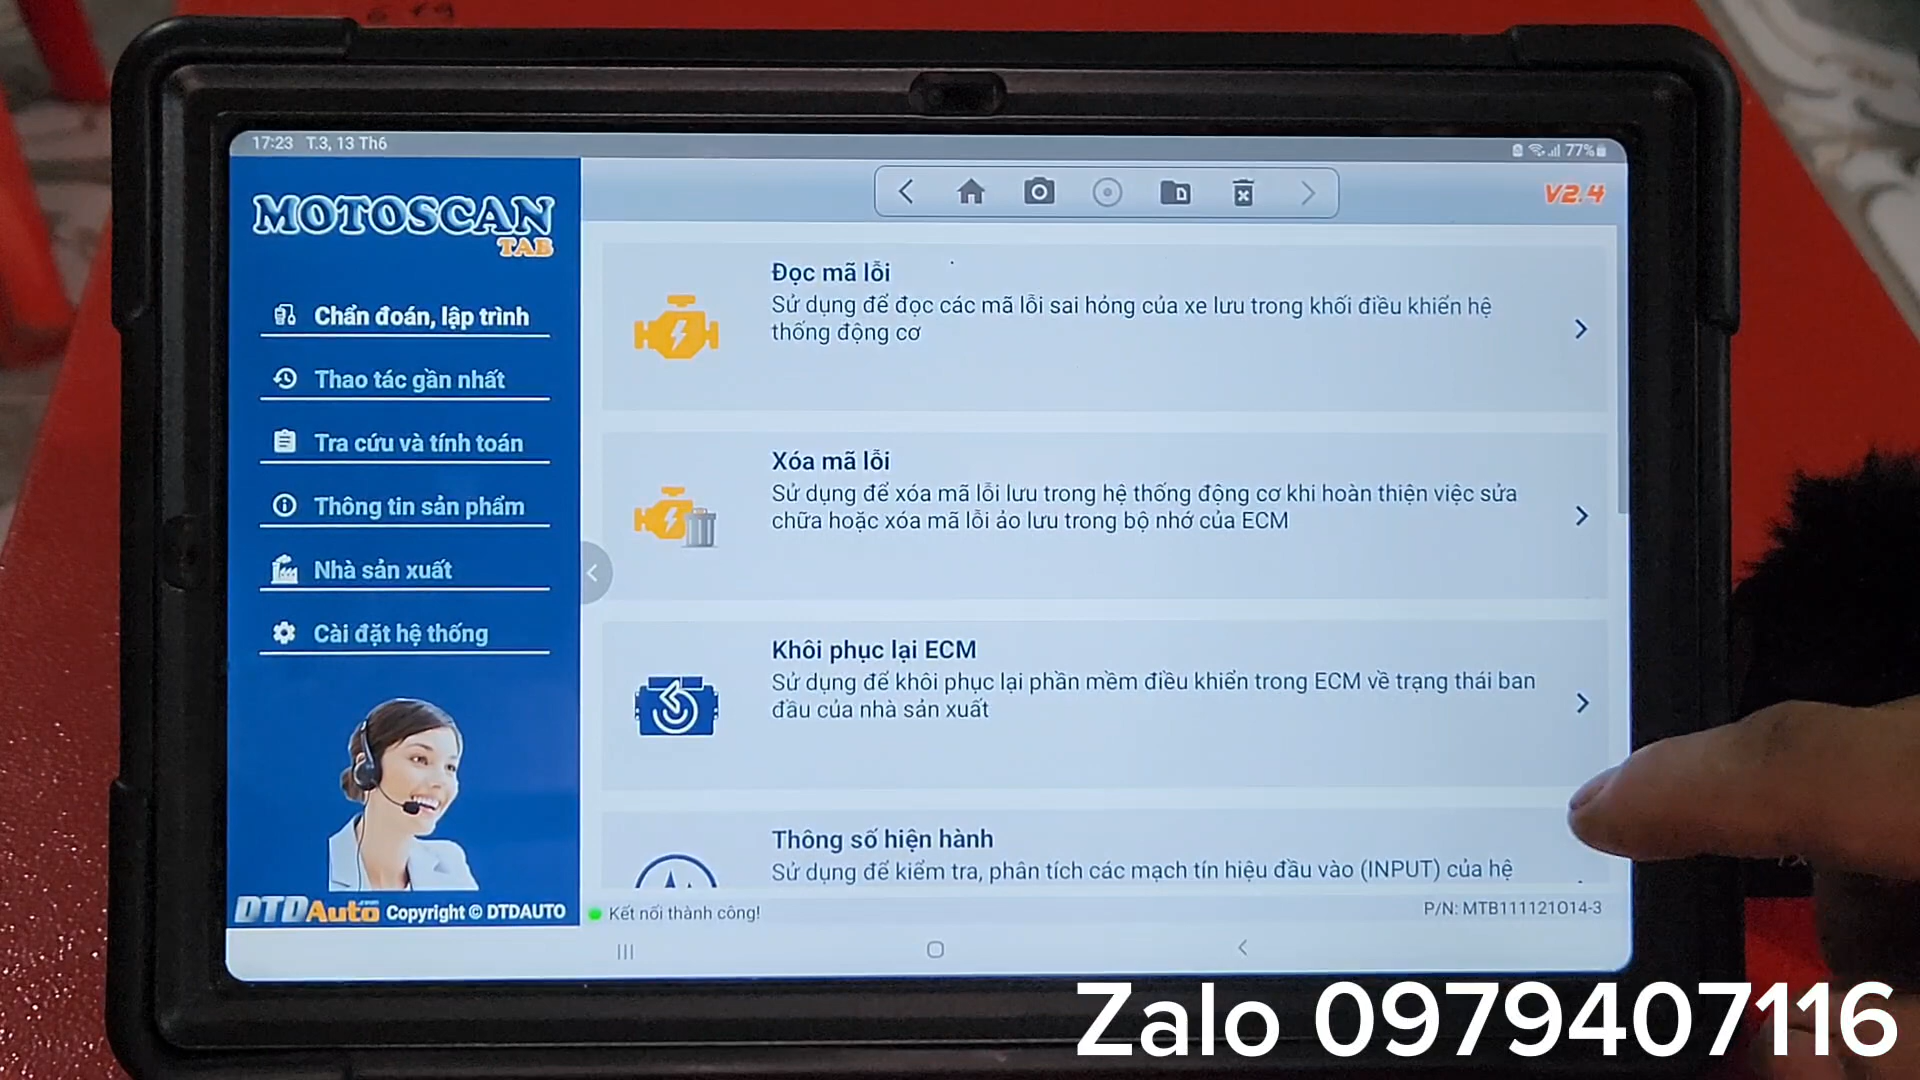 17:23 T.3, 13 Th6
77%
MOTOSCAN
TAB
V2.4
Chẩn đoán, lập trình
Thao tác gần nhất
Tra cứu và tính toán
Thông tin sản phẩm
Nhà sản xuất
Cài đặt hệ thống
DTDAuto Copyright © DTDAUTO
Đọc mã lỗi
Sử dụng để đọc các mã lỗi sai hỏng của xe lưu trong khối điều khiển hệ
thống động cơ
Xóa mã lỗi
Sử dụng để xóa mã lỗi lưu trong hệ thống động cơ khi hoàn thiện việc sửa
chữa hoặc xóa mã lỗi ảo lưu trong bộ nhớ của ECM
Khôi phục lại ECM
Sử dụng để khôi phục lại phần mềm điều khiển trong ECM về trạng thái ban
đầu của nhà sản xuất
Thông số hiện hành
Sử dụng để kiểm tra, phân tích các mạch tín hiệu đầu vào (INPUT) của hệ
Kết nối thành công!
P/N: MTB111121O14-3
Zalo 0979407116